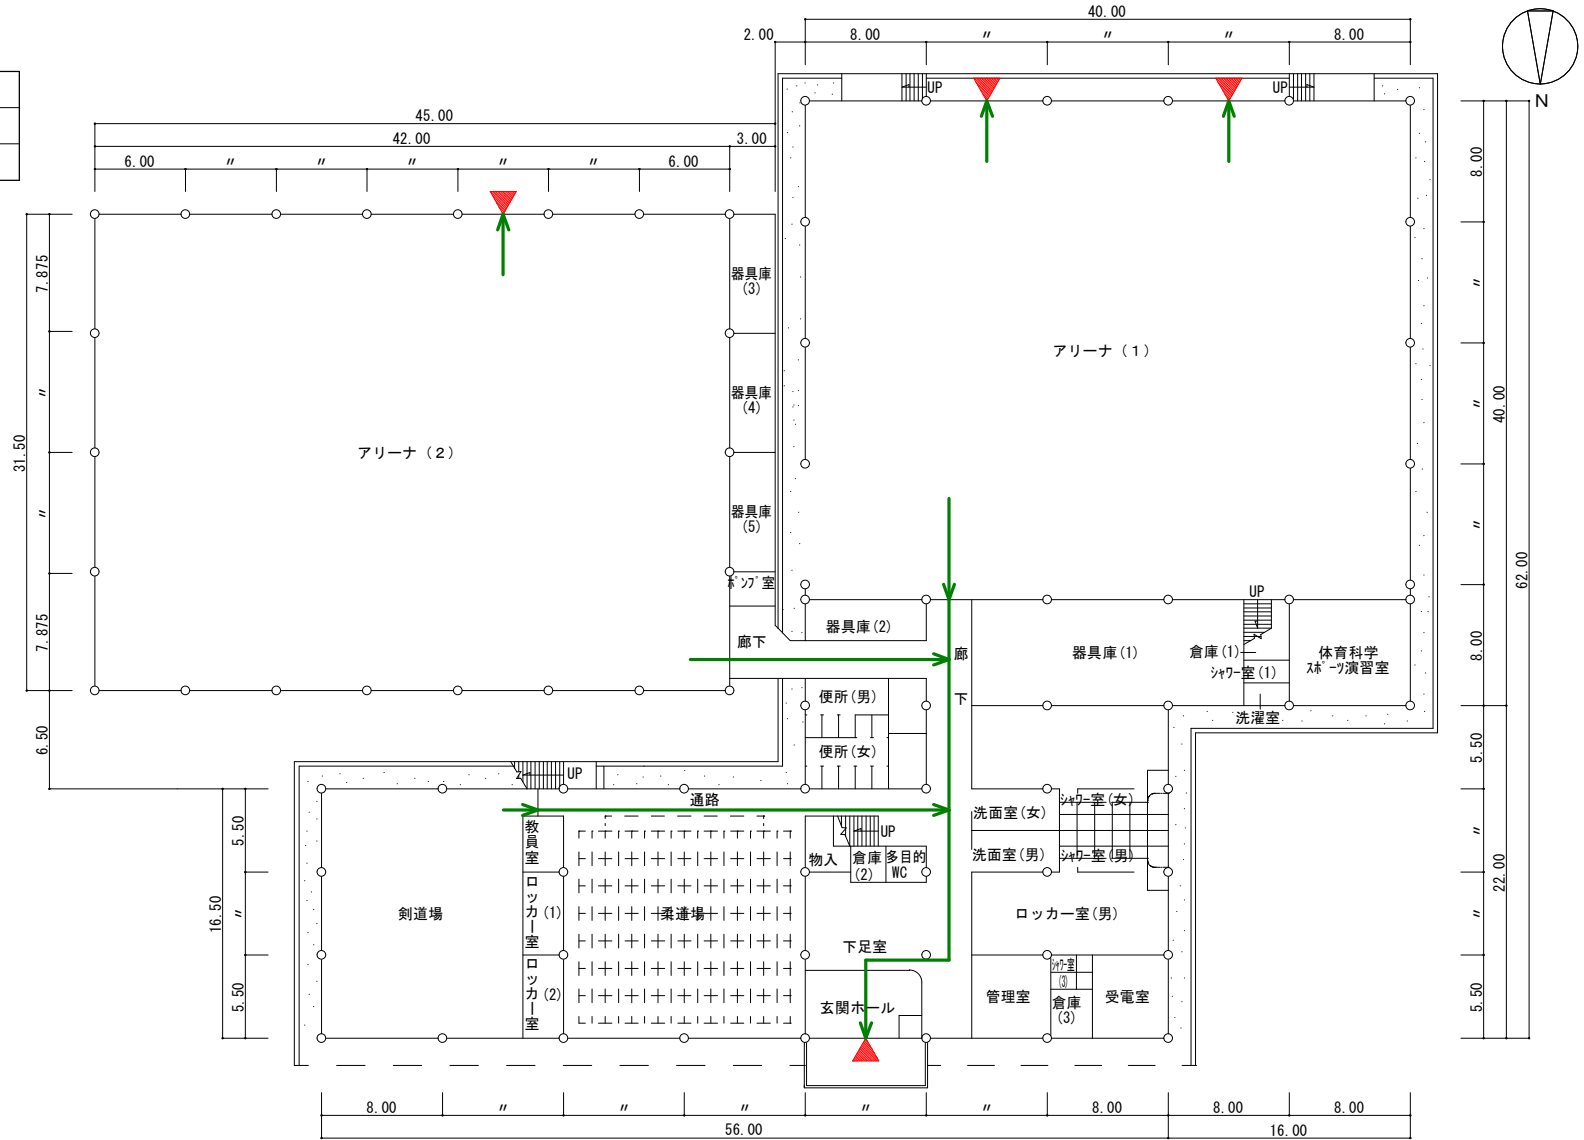 40.00
2.00 8.00 〃 〃 〃 8.00
UP UP
N
45.00
42.00 3.00
6.00 〃 〃 〃 〃 〃 6.00
8.00
〃
〃
〃
40.00
8.00
62.00
5.50
〃
〃
5.50
22.00
7.875
〃
〃
7.875
31.50
6.50
器具庫
(3)
アリーナ（１）
器具庫
(4)
アリーナ（２）
器具庫
(5)
ﾎﾟﾝﾌﾟ室
廊下
器具庫(2)
廊
下
器具庫(1)
UP
倉庫(1)
ｼｬﾜｰ室(1)
体育科学
ｽﾎﾟｰﾂ演習室
洗濯室
便所(男)
便所(女)
UP
通路
教員室
UP
物入
倉庫
(2)
多目的
WC
洗面室(女)
ｼｬﾜｰ室(女)
洗面室(男)
ｼｬﾜｰ室(男)
剣道場
ロッカー室(1)
柔道場
ロッカー室(男)
下足室
ロッカー室(2)
玄関ホール
管理室
ｼｬﾜｰ室
(3)
倉庫
(3)
受電室
5.50
〃
5.50
16.50
8.00 〃 〃 〃 〃 〃 8.00 8.00 8.00
56.00 16.00